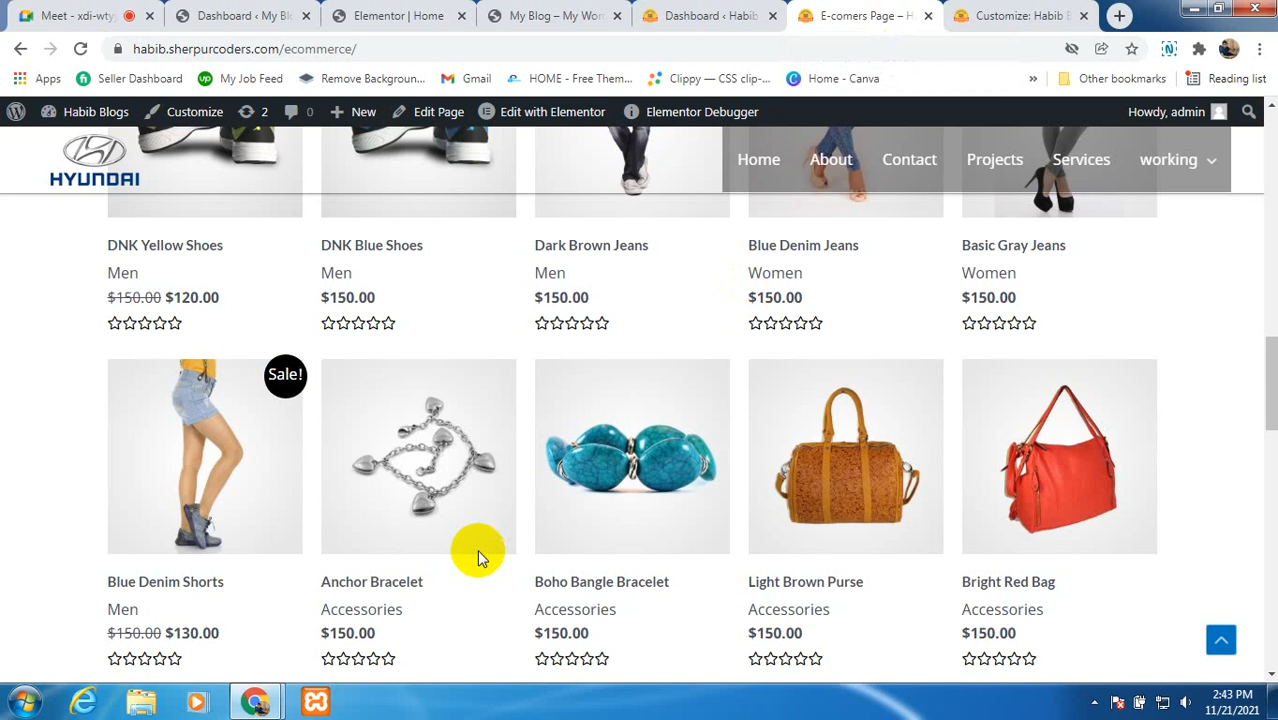 Meet - xdi-wty
Dashboard ‹ My Bl
Elementor | Home
My Blog – My Wor
Dashboard ‹ Habib
E-comers Page – H
Customize: Habib B
habib.sherpurcoders.com/ecommerce/
Apps
Seller Dashboard
My Job Feed
Remove Backgroun...
Gmail
HOME - Free Them...
Clippy — CSS clip-...
Home - Canva
»
Other bookmarks
Reading list
Habib Blogs
Customize
2
0
New
Edit Page
Edit with Elementor
Elementor Debugger
Howdy, admin
HYUNDAI
Home
About
Contact
Projects
Services
working
DNK Yellow Shoes
Men
$150.00 $120.00
DNK Blue Shoes
Men
$150.00
Dark Brown Jeans
Men
$150.00
Blue Denim Jeans
Women
$150.00
Basic Gray Jeans
Women
$150.00
Sale!
Blue Denim Shorts
Men
$150.00 $130.00
Anchor Bracelet
Accessories
$150.00
Boho Bangle Bracelet
Accessories
$150.00
Light Brown Purse
Accessories
$150.00
Bright Red Bag
Accessories
$150.00
2:43 PM
11/21/2021